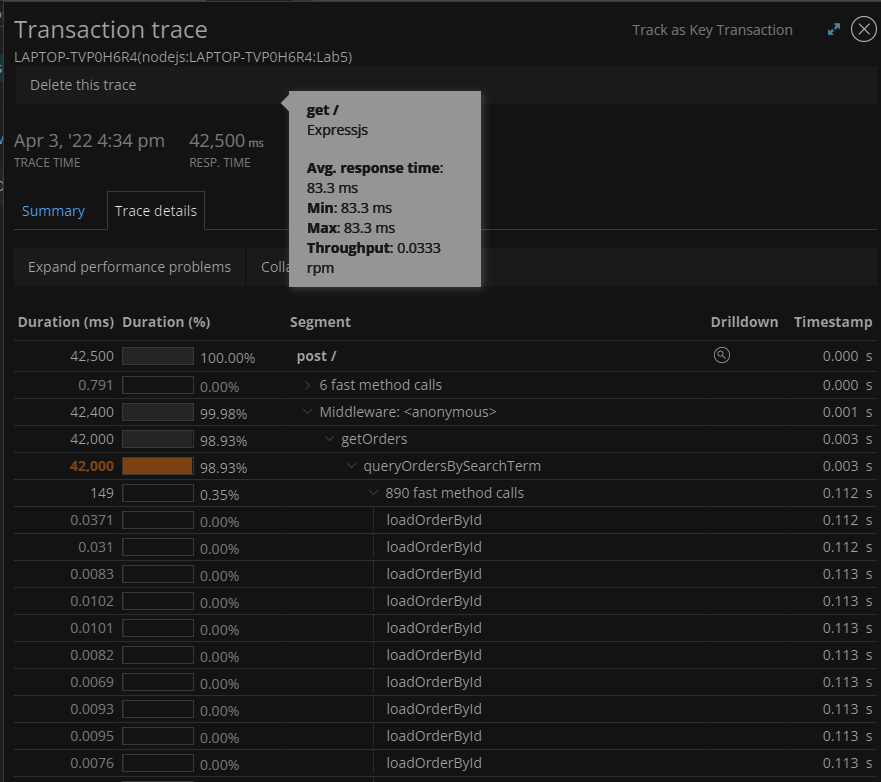 Transaction trace
Track as Key Transaction
LAPTOP-TVP0H6R4(nodejs:LAPTOP-TVP0H6R4:Lab5)
Delete this trace
get /
Expressjs
Avg. response time:
83.3 ms
Min: 83.3 ms
Max: 83.3 ms
Throughput: 0.0333
rpm
Apr 3, '22 4:34 pm 42,500 ms
TRACE TIME RESP. TIME
Summary Trace details
Expand performance problems Colla
Duration (ms) Duration (%) Segment Drilldown Timestamp
42,500 100.00% post / 0.000 s
0.791 0.00% 6 fast method calls 0.000 s
42,400 99.98% Middleware: <anonymous> 0.001 s
42,000 98.93% getOrders 0.003 s
42,000 98.93% queryOrdersBySearchTerm 0.003 s
149 0.35% 890 fast method calls 0.112 s
0.0371 0.00% loadOrderById 0.112 s
0.031 0.00% loadOrderById 0.112 s
0.0083 0.00% loadOrderById 0.113 s
0.0102 0.00% loadOrderById 0.113 s
0.0101 0.00% loadOrderById 0.113 s
0.0082 0.00% loadOrderById 0.113 s
0.0069 0.00% loadOrderById 0.113 s
0.0093 0.00% loadOrderById 0.113 s
0.0095 0.00% loadOrderById 0.113 s
0.0076 0.00% loadOrderById 0.113 s